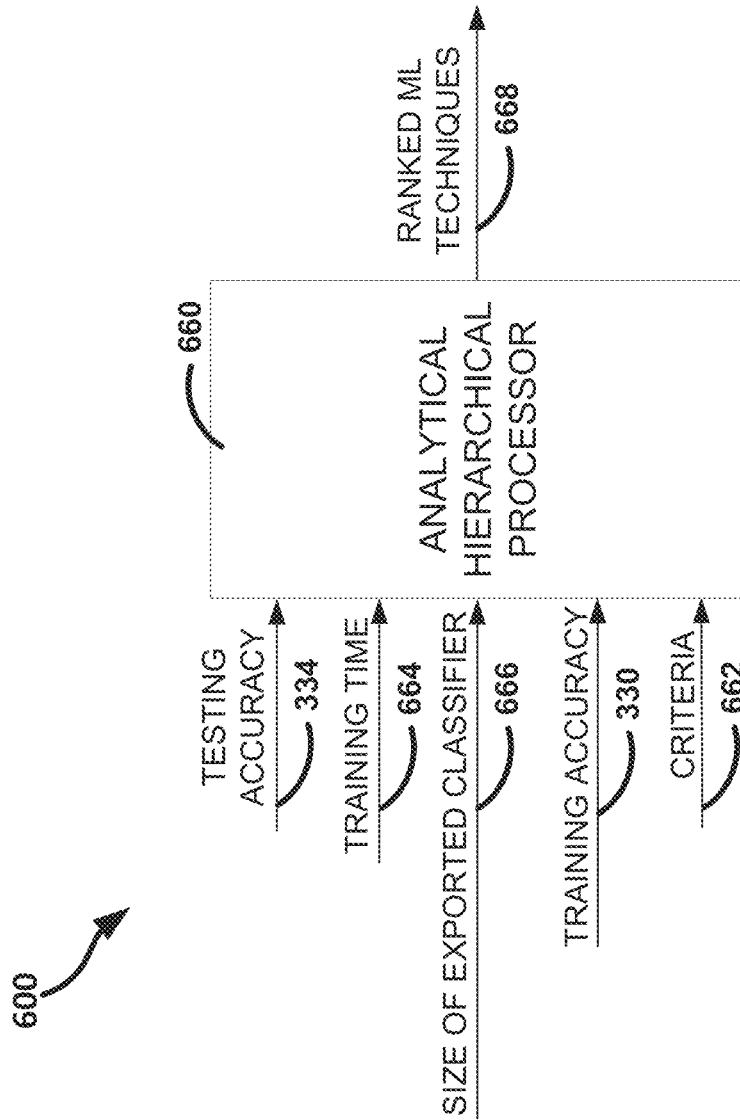 600
660
TESTING
ACCURACY
334
TRAINING TIME
664
SIZE OF EXPORTED CLASSIFIER
666
TRAINING ACCURACY
330
CRITERIA
662
ANALYTICAL
HIERARCHICAL
PROCESSOR
RANKED ML
TECHNIQUES
668